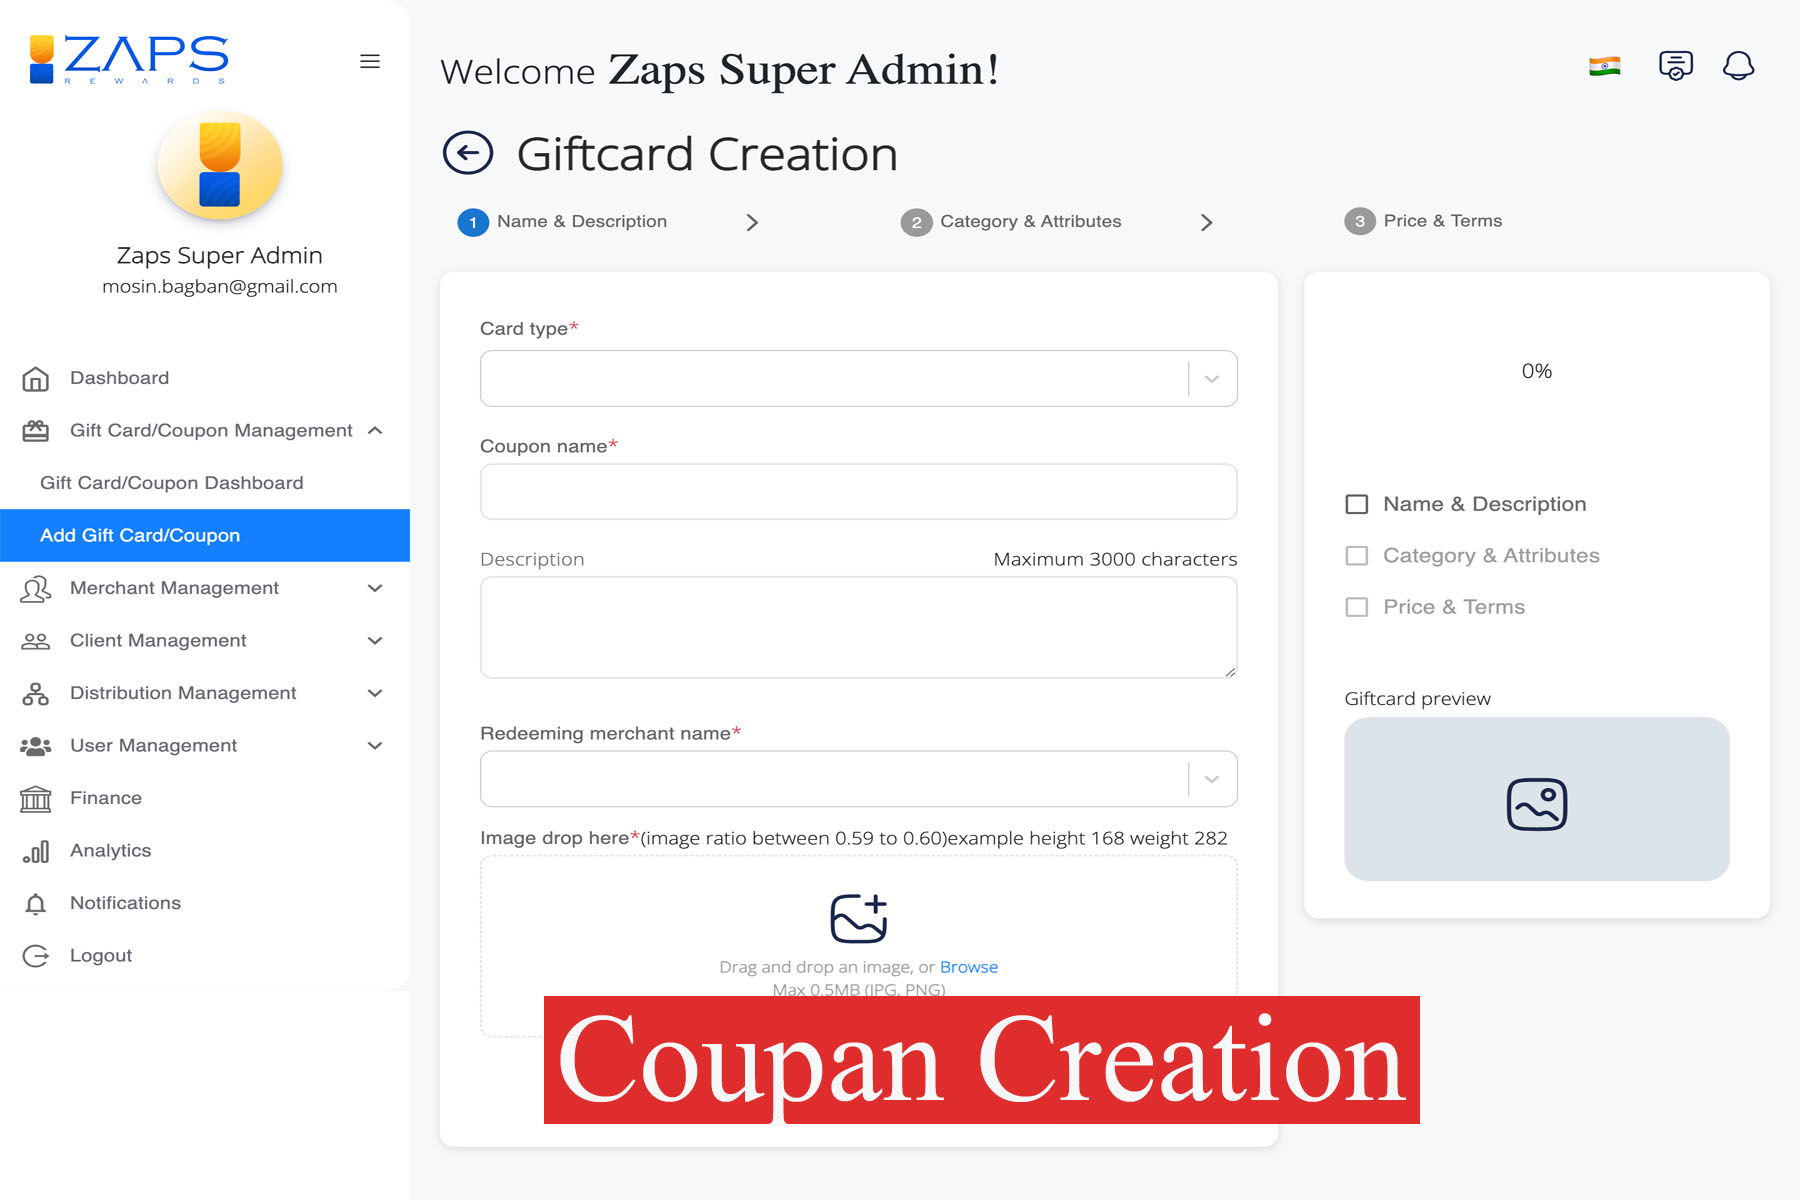 ZAPS
REWARDS
Zaps Super Admin
mosin.bagban@gmail.com
Dashboard
Gift Card/Coupon Management
Gift Card/Coupon Dashboard
Add Gift Card/Coupon
Merchant Management
Client Management
Distribution Management
User Management
Finance
Analytics
Notifications
Logout
Welcome Zaps Super Admin!
Giftcard Creation
1 Name & Description
2 Category & Attributes
3 Price & Terms
Card type*
Coupon name*
Description Maximum 3000 characters
Redeeming merchant name*
Image drop here*(image ratio between 0.59 to 0.60)example height 168 weight 282
Drag and drop an image, or Browse
Max 0.5MB (JPG, PNG)
Coupan Creation
0%
Name & Description
Category & Attributes
Price & Terms
Giftcard preview